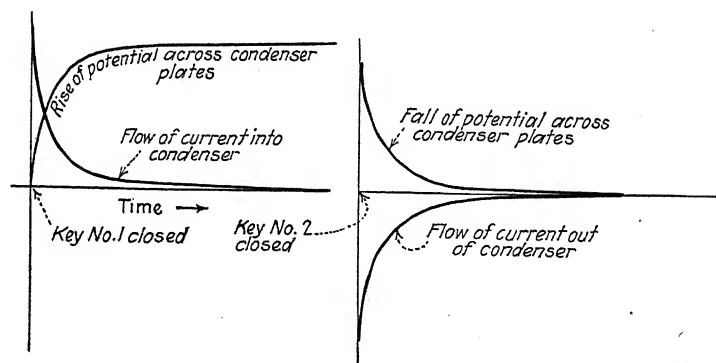 Rise of potential across condenser
plates
Flow of current into
condenser
Time
Key No.1 closed
Fall of potential across
condenser plates
Key No. 2
closed
Flow of current out
of condenser